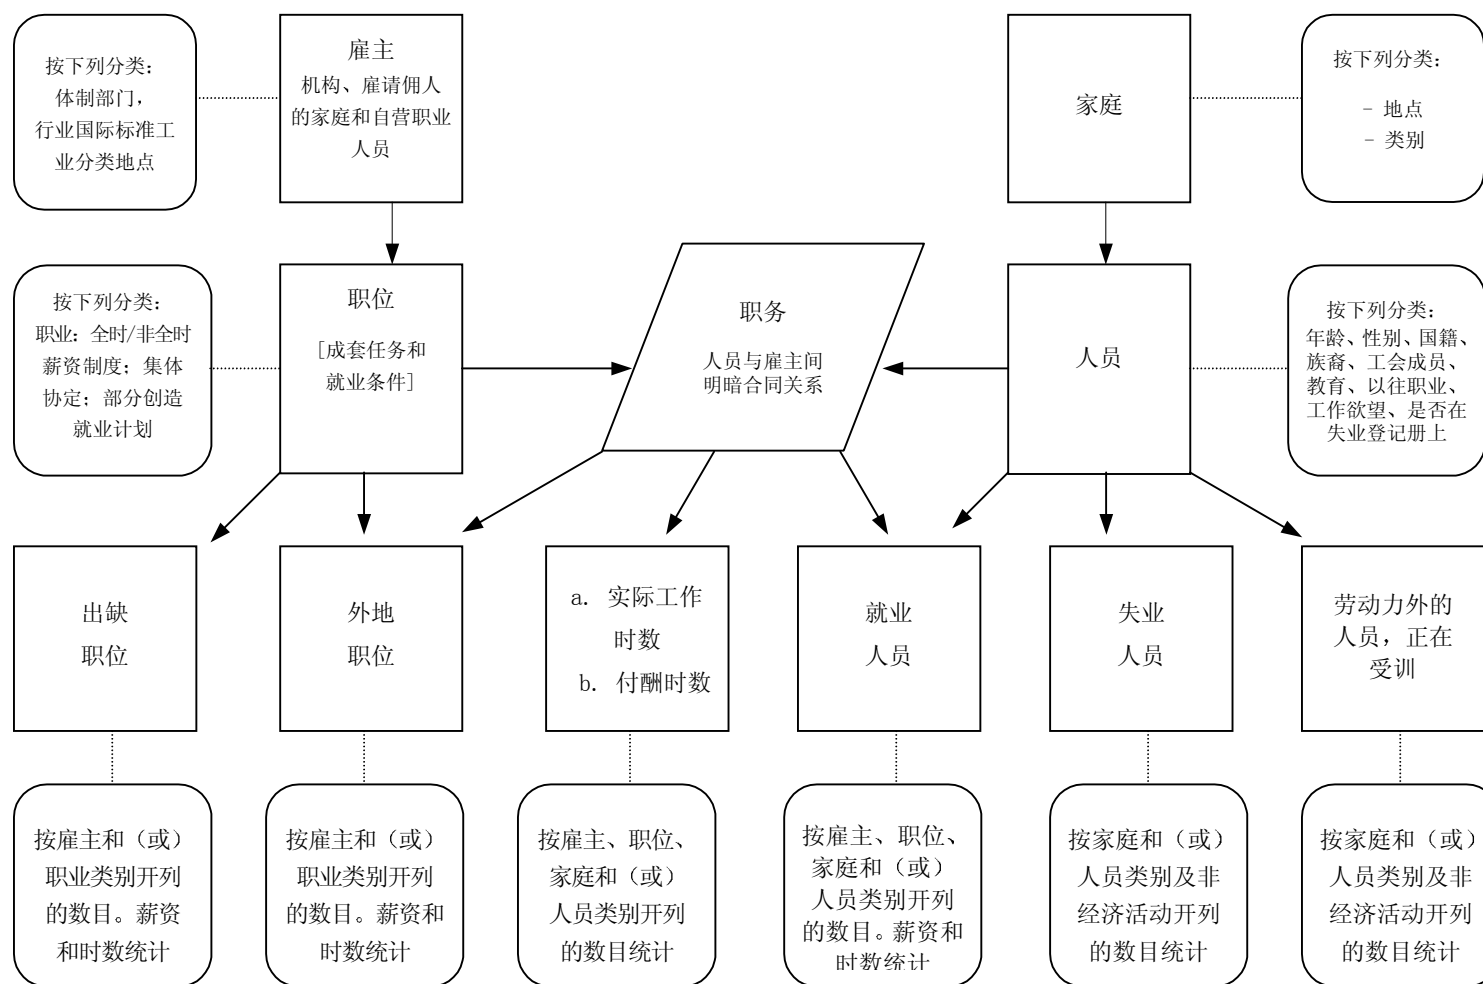 按下列分类：
体制部门，
行业国际标准工
业分类地点
雇主
机构、雇请佣人
的家庭和自营职业
人员
家庭
按下列分类：
- 地点
- 类别
按下列分类：
职业：全时/非全时
薪资制度；集体
协定；部分创造
就业计划
职位
[成套任务和
就业条件]
职务
人员与雇主间
明暗合同关系
人员
按下列分类：
年龄、性别、国籍、
族裔、工会成员、
教育、以往职业、
工作欲望、是否在
失业登记册上
出缺
职位
外地
职位
a. 实际工作
时数
b. 付酬时数
就业
人员
失业
人员
劳动力外的
人员，正在
受训
按雇主和（或）
职业类别开列
的数目。薪资
和时数统计
按雇主和（或）
职业类别开列
的数目。薪资和
时数统计
按雇主、职位、
家庭和（或）
人员类别开列
的数目统计
按雇主、职位、
家庭和（或）
人员类别开列
的数目。薪资和
时数统计
按家庭和（或）
人员类别及非
经济活动开列
的数目统计
按家庭和（或）
人员类别及非
经济活动开列
的数目统计